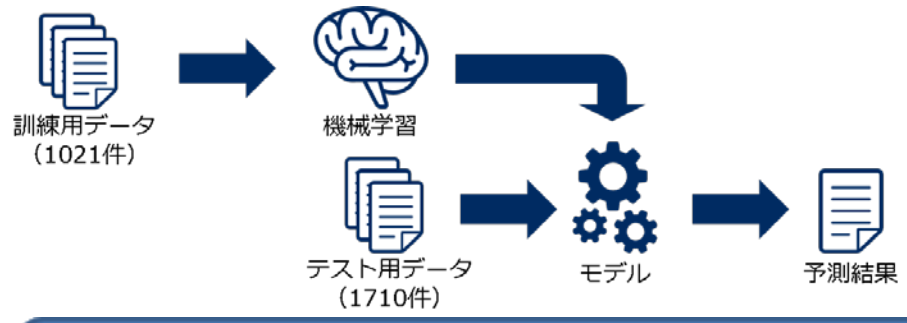 訓練用データ
（1021件）
機械学習
テスト用データ
（1710件）
モデル
予測結果